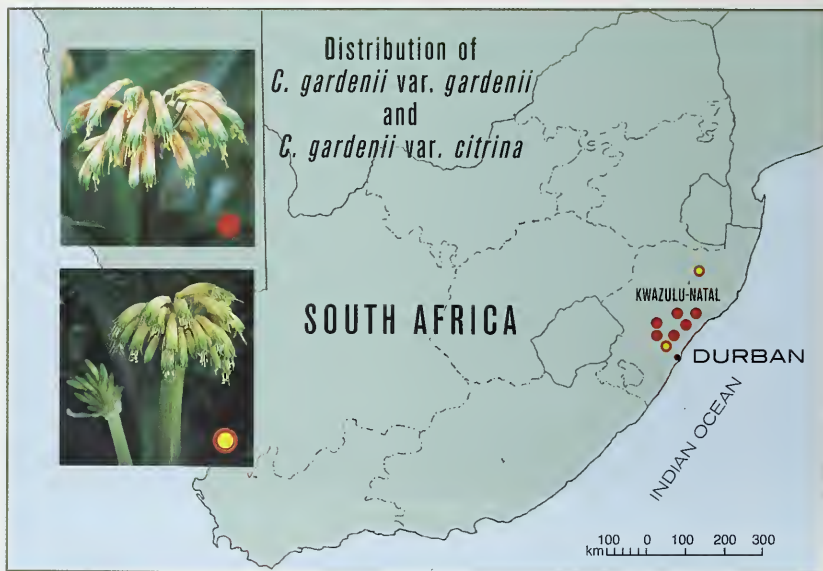 Distribution of
C. gardenii var. gardenii
and
C. gardenii var. citrina
SOUTH AFRICA
KWAZULU-NATAL
DURBAN
INDIAN OCEAN
100 0 100 200 300
km